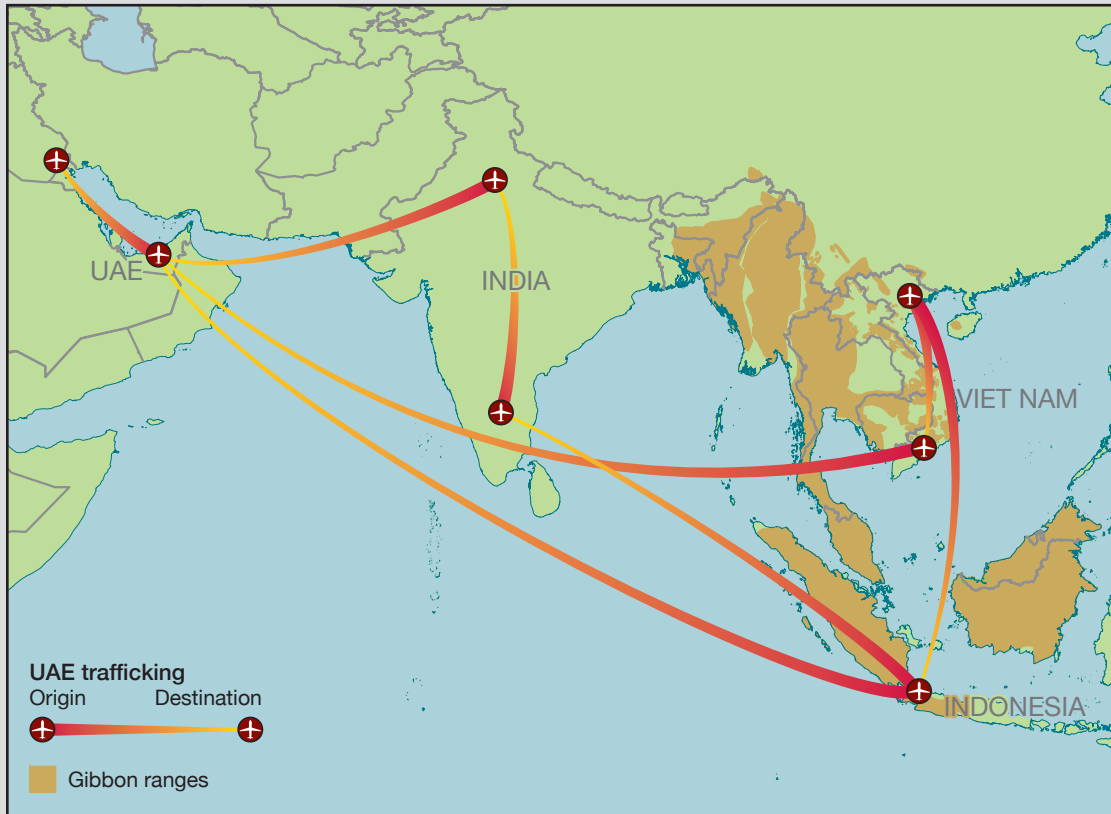 UAE
INDIA
VIET NAM
INDONESIA
UAE trafficking
Origin Destination
Gibbon ranges